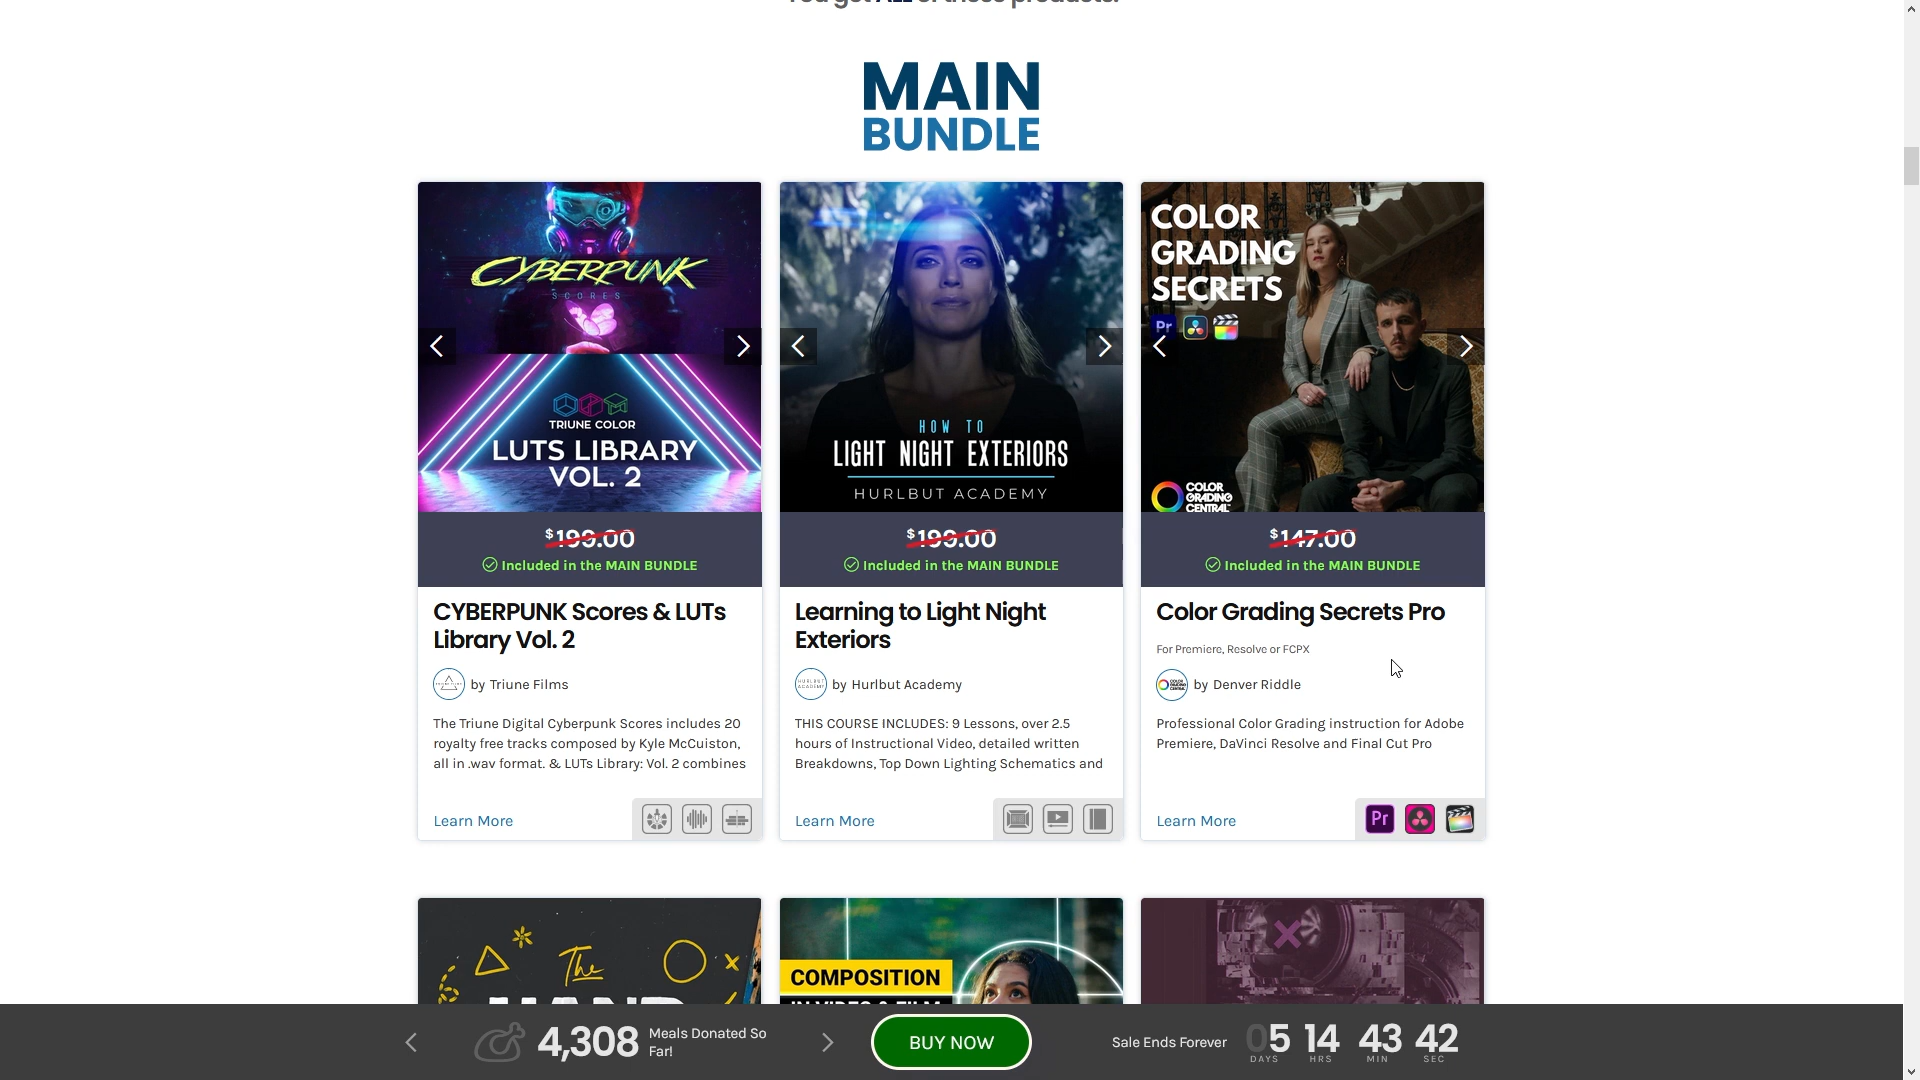 You get ALL of these products.
MAIN
BUNDLE
CYBERPUNK
SCORES
TRIUNE COLOR
LUTS LIBRARY
VOL. 2
HOW TO
LIGHT NIGHT EXTERIORS
HURLBUT ACADEMY
COLOR
GRADING
SECRETS
Pr
COLOR
GRADING
CENTRAL
$199.00
Included in the MAIN BUNDLE
$199.00
Included in the MAIN BUNDLE
$147.00
Included in the MAIN BUNDLE
CYBERPUNK Scores & LUTs
Library Vol. 2
by Triune Films
The Triune Digital Cyberpunk Scores includes 20
royalty free tracks composed by Kyle McCuiston,
all in .wav format. & LUTs Library: Vol. 2 combines
Learn More
Learning to Light Night
Exteriors
by Hurlbut Academy
THIS COURSE INCLUDES: 9 Lessons, over 2.5
hours of Instructional Video, detailed written
Breakdowns, Top Down Lighting Schematics and
Learn More
Color Grading Secrets Pro
For Premiere, Resolve or FCPX
by Denver Riddle
Professional Color Grading instruction for Adobe
Premiere, DaVinci Resolve and Final Cut Pro
Learn More
Pr
The
COMPOSITION
4,308
Meals Donated So
Far!
BUY NOW
Sale Ends Forever
05 14 43 42
DAYS HRS MIN SEC